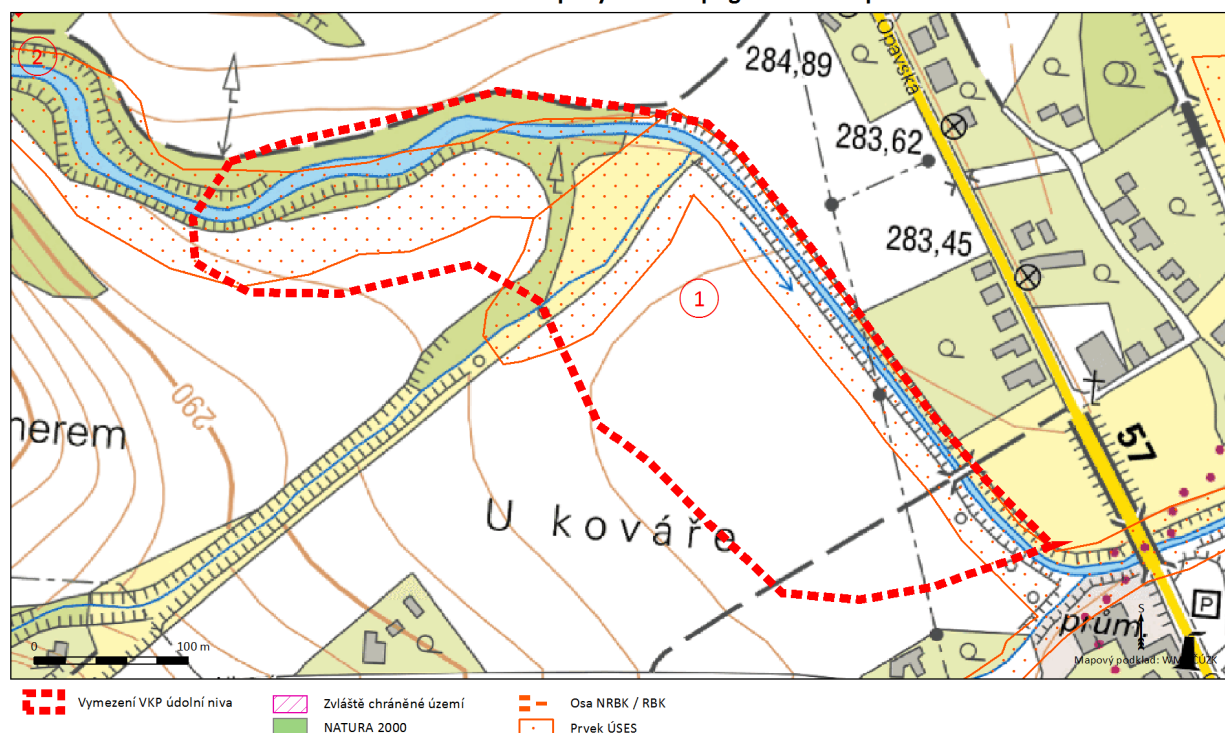 2
Opavská
284,89
283,62
283,45
1
290
nerem
57
U kováře
P
prům.
S
0 100 m
Mapový podklad: WMS ČÚZK
Vymezení VKP údolní niva
Zvláště chráněné území
Osa NRBK / RBK
NATURA 2000
Prvek ÚSES